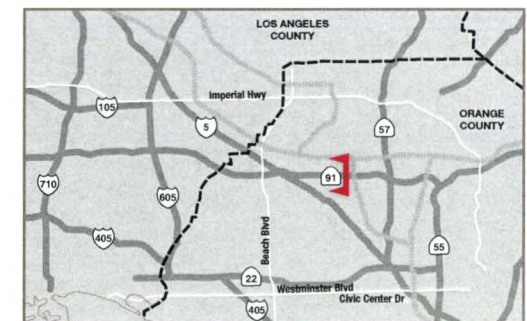 LOS ANGELES
COUNTY
Imperial Hwy
105
5
57
ORANGE
COUNTY
710
605
91
405
Beach Blvd
55
22
Westminster Blvd
Civic Center Dr
405